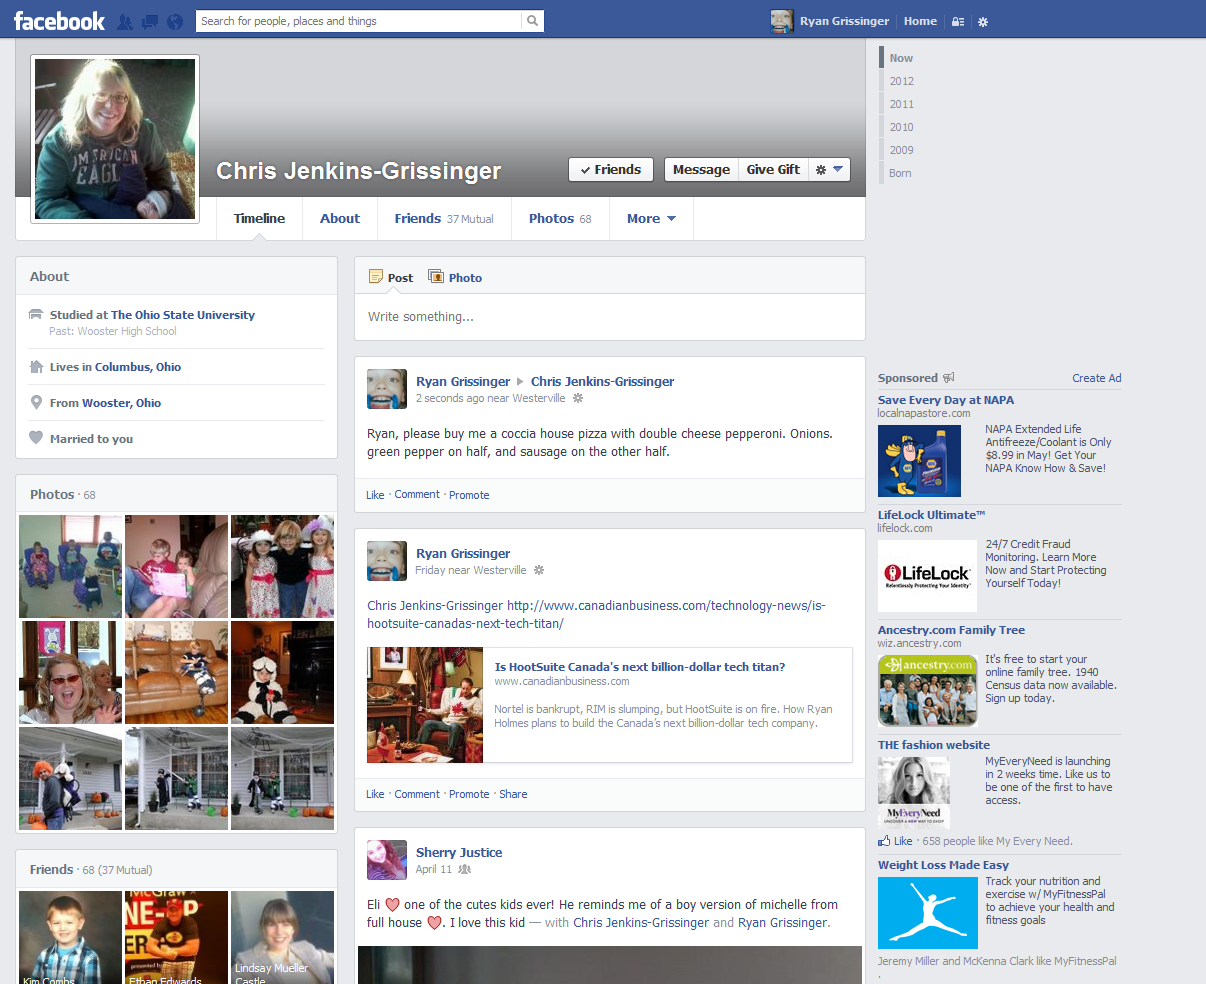 facebook
Search for people, places and things
Ryan Grissinger
Home
Chris Jenkins-Grissinger
Friends
Message
Give Gift
Timeline
About
Friends 37 Mutual
Photos 68
More
Now
2012
2011
2010
2009
Born
About
Studied at The Ohio State University
Past: Wooster High School
Lives in Columbus, Ohio
From Wooster, Ohio
Married to you
Photos · 68
Friends · 68 (37 Mutual)
Kim Combs
Ethan Edwards
Lindsay Mueller
Castle
Post
Photo
Write something...
Ryan Grissinger
Chris Jenkins-Grissinger
2 seconds ago near Westerville
Ryan, please buy me a coccia house pizza with double cheese pepperoni. Onions.
green pepper on half, and sausage on the other half.
Like · Comment · Promote
Ryan Grissinger
Friday near Westerville
Chris Jenkins-Grissinger http://www.canadianbusiness.com/technology-news/is-
hootsuite-canadas-next-tech-titan/
Is HootSuite Canada's next billion-dollar tech titan?
www.canadianbusiness.com
Nortel is bankrupt, RIM is slumping, but HootSuite is on fire. How Ryan
Holmes plans to build the Canada's next billion-dollar tech company.
Like · Comment · Promote · Share
Sherry Justice
April 11
Eli ❤ one of the cutes kids ever! He reminds me of a boy version of michelle from
full house ❤. I love this kid — with Chris Jenkins-Grissinger and Ryan Grissinger.
Sponsored
Create Ad
Save Every Day at NAPA
localnapastore.com
NAPA Extended Life
Antifreeze/Coolant is Only
$8.99 in May! Get Your
NAPA Know How & Save!
LifeLock Ultimate™
lifelock.com
LifeLock
Relentlessly Protecting Your Identity
24/7 Credit Fraud
Monitoring. Learn More
Now and Start Protecting
Yourself Today!
Ancestry.com Family Tree
wiz.ancestry.com
ancestry.com
It's free to start your
online family tree. 1940
Census data now available.
Sign up today.
THE fashion website
MyEveryNeed
MyEveryNeed is launching
in 2 weeks time. Like us to
be one of the first to have
access.
Like · 658 people like My Every Need.
Weight Loss Made Easy
Track your nutrition and
exercise w/ MyFitnessPal
to achieve your health and
fitness goals
Jeremy Miller and McKenna Clark like MyFitnessPal
.